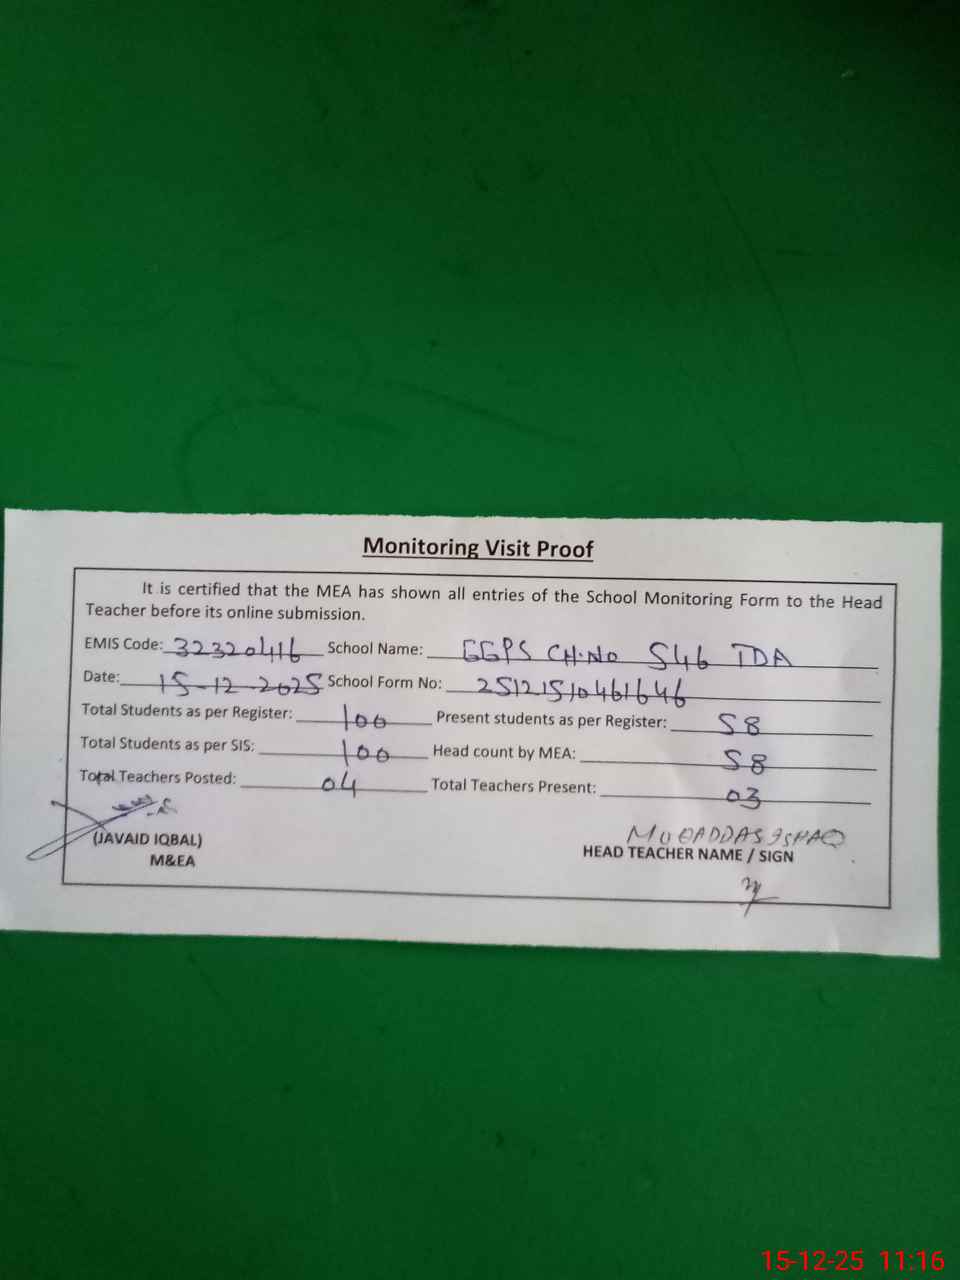 Monitoring Visit Proof
It is certified that the MEA has shown all entries of the School Monitoring Form to the Head
Teacher before its online submission.
EMIS Code: 32320416 School Name: GGPS CH.NO 546 TDA
Date: 15-12-2025 School Form No: 25121510461646
Total Students as per Register: 100 Present students as per Register: 58
Total Students as per SIS: 100 Head count by MEA: 58
Total Teachers Posted: 04 Total Teachers Present: 03
(JAVAID IQBAL)
M&EA
MUQADDAS ISHAQ
HEAD TEACHER NAME / SIGN
15-12-25 11:16